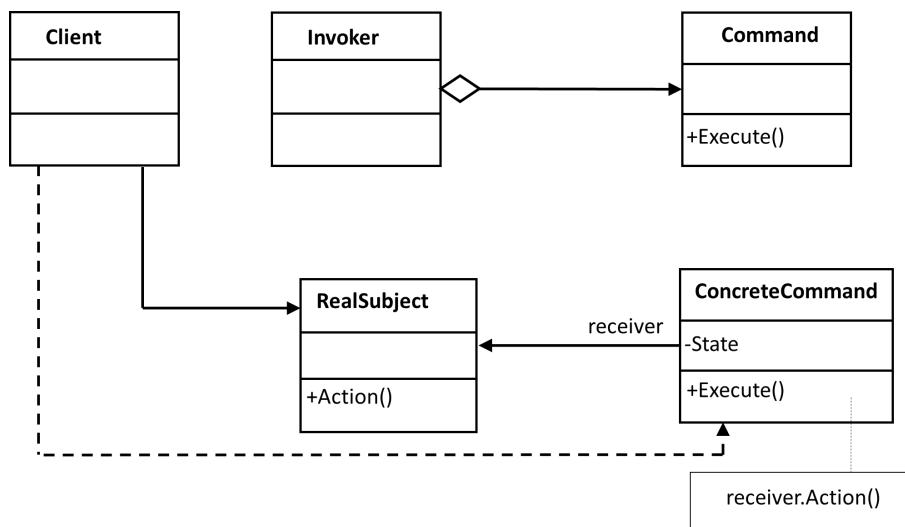 Client
Invoker
Command
+Execute()
RealSubject
+Action()
receiver
ConcreteCommand
-State
+Execute()
receiver.Action()